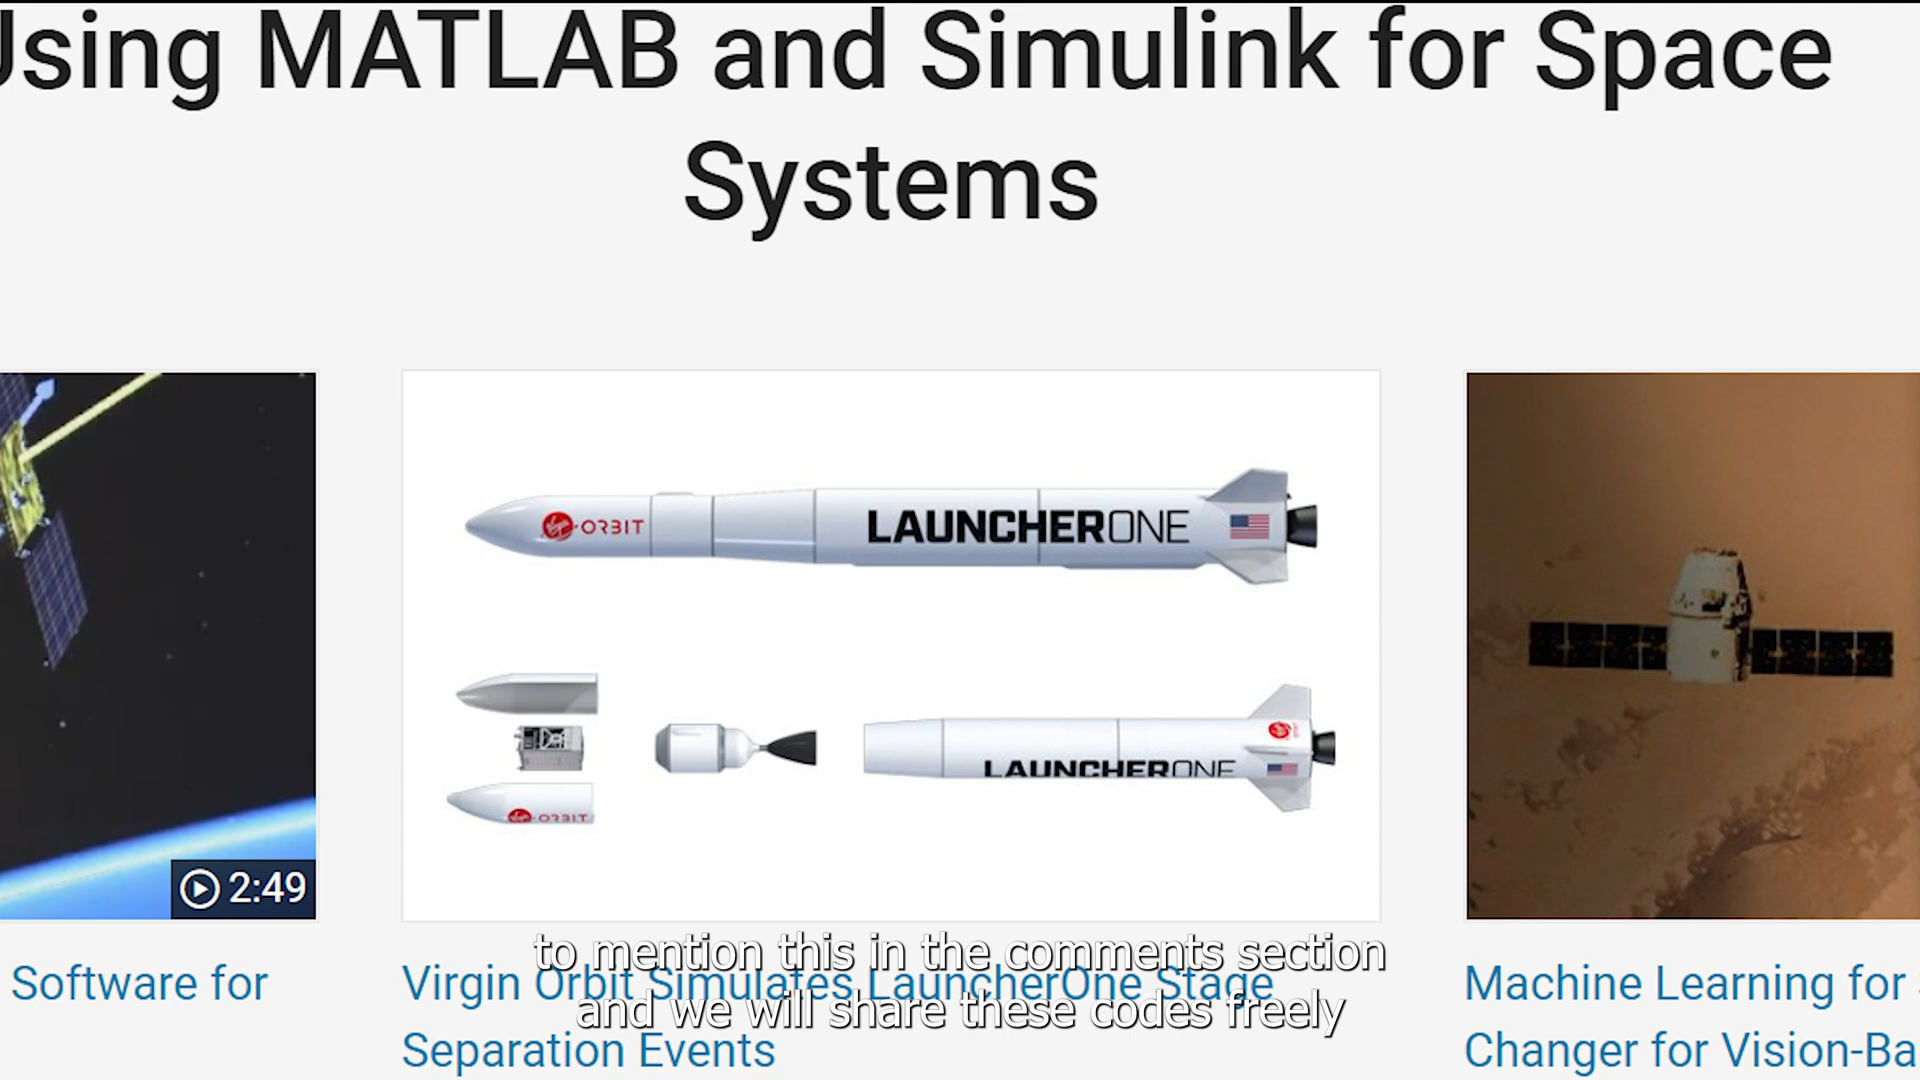 Using MATLAB and Simulink for Space
Systems
ORBIT
LAUNCHERONE
LAUNCHERONE
ORBIT
2:49
Software for
Virgin Orbit Simulates LauncherOne Stage
Separation Events
Machine Learning for
Changer for Vision-Ba
to mention this in the comments section
and we will share these codes freely